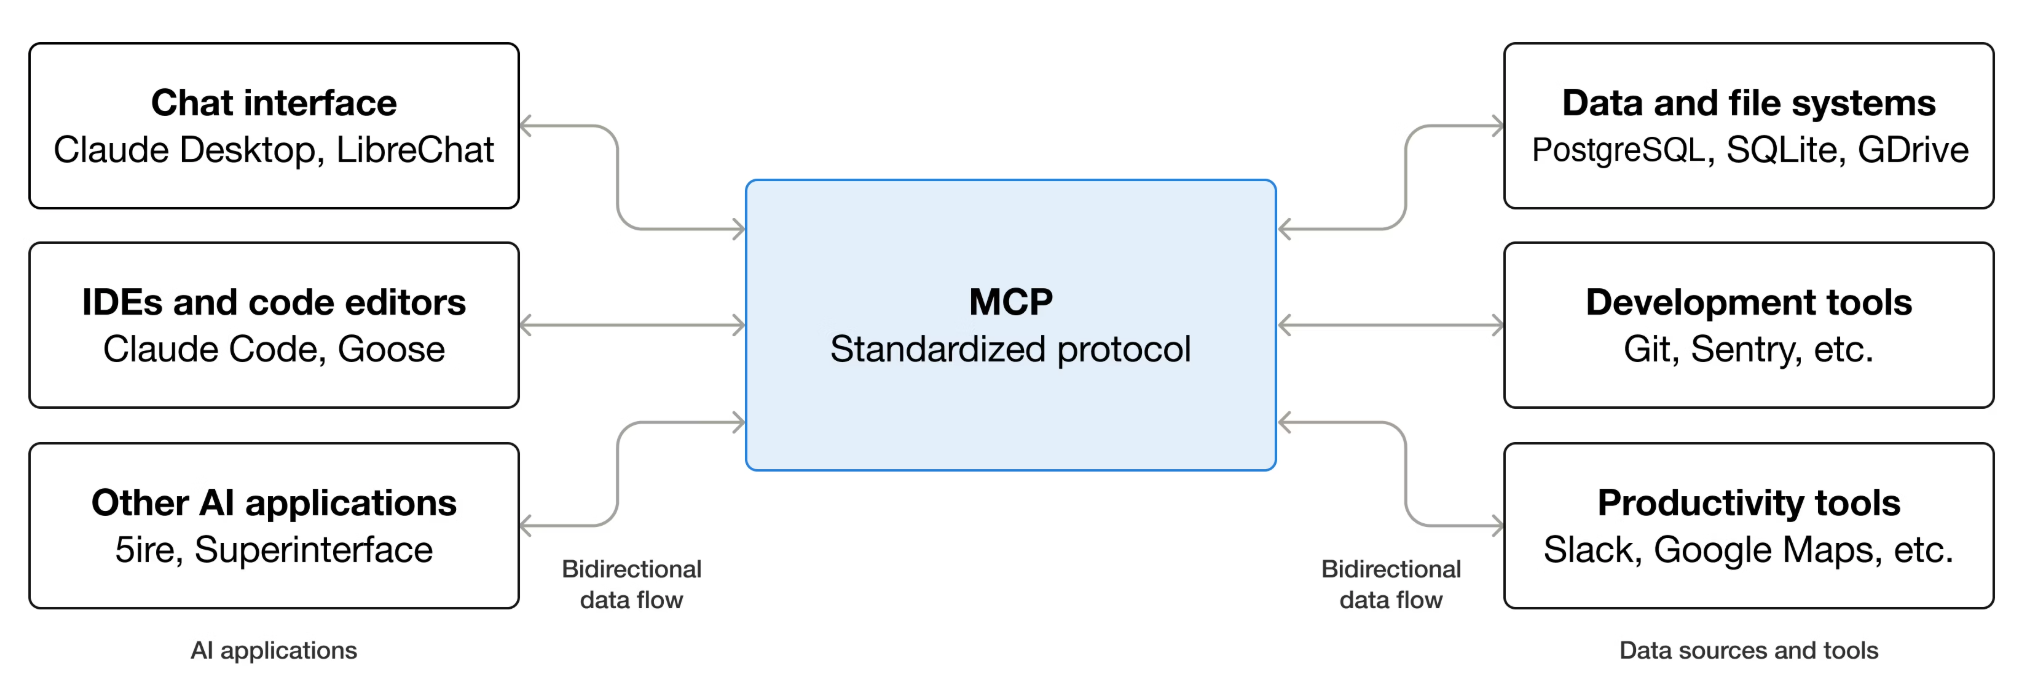 Chat interface
Claude Desktop, LibreChat
IDEs and code editors
Claude Code, Goose
Other AI applications
5ire, Superinterface
AI applications
Bidirectional
data flow
MCP
Standardized protocol
Bidirectional
data flow
Data and file systems
PostgreSQL, SQLite, GDrive
Development tools
Git, Sentry, etc.
Productivity tools
Slack, Google Maps, etc.
Data sources and tools